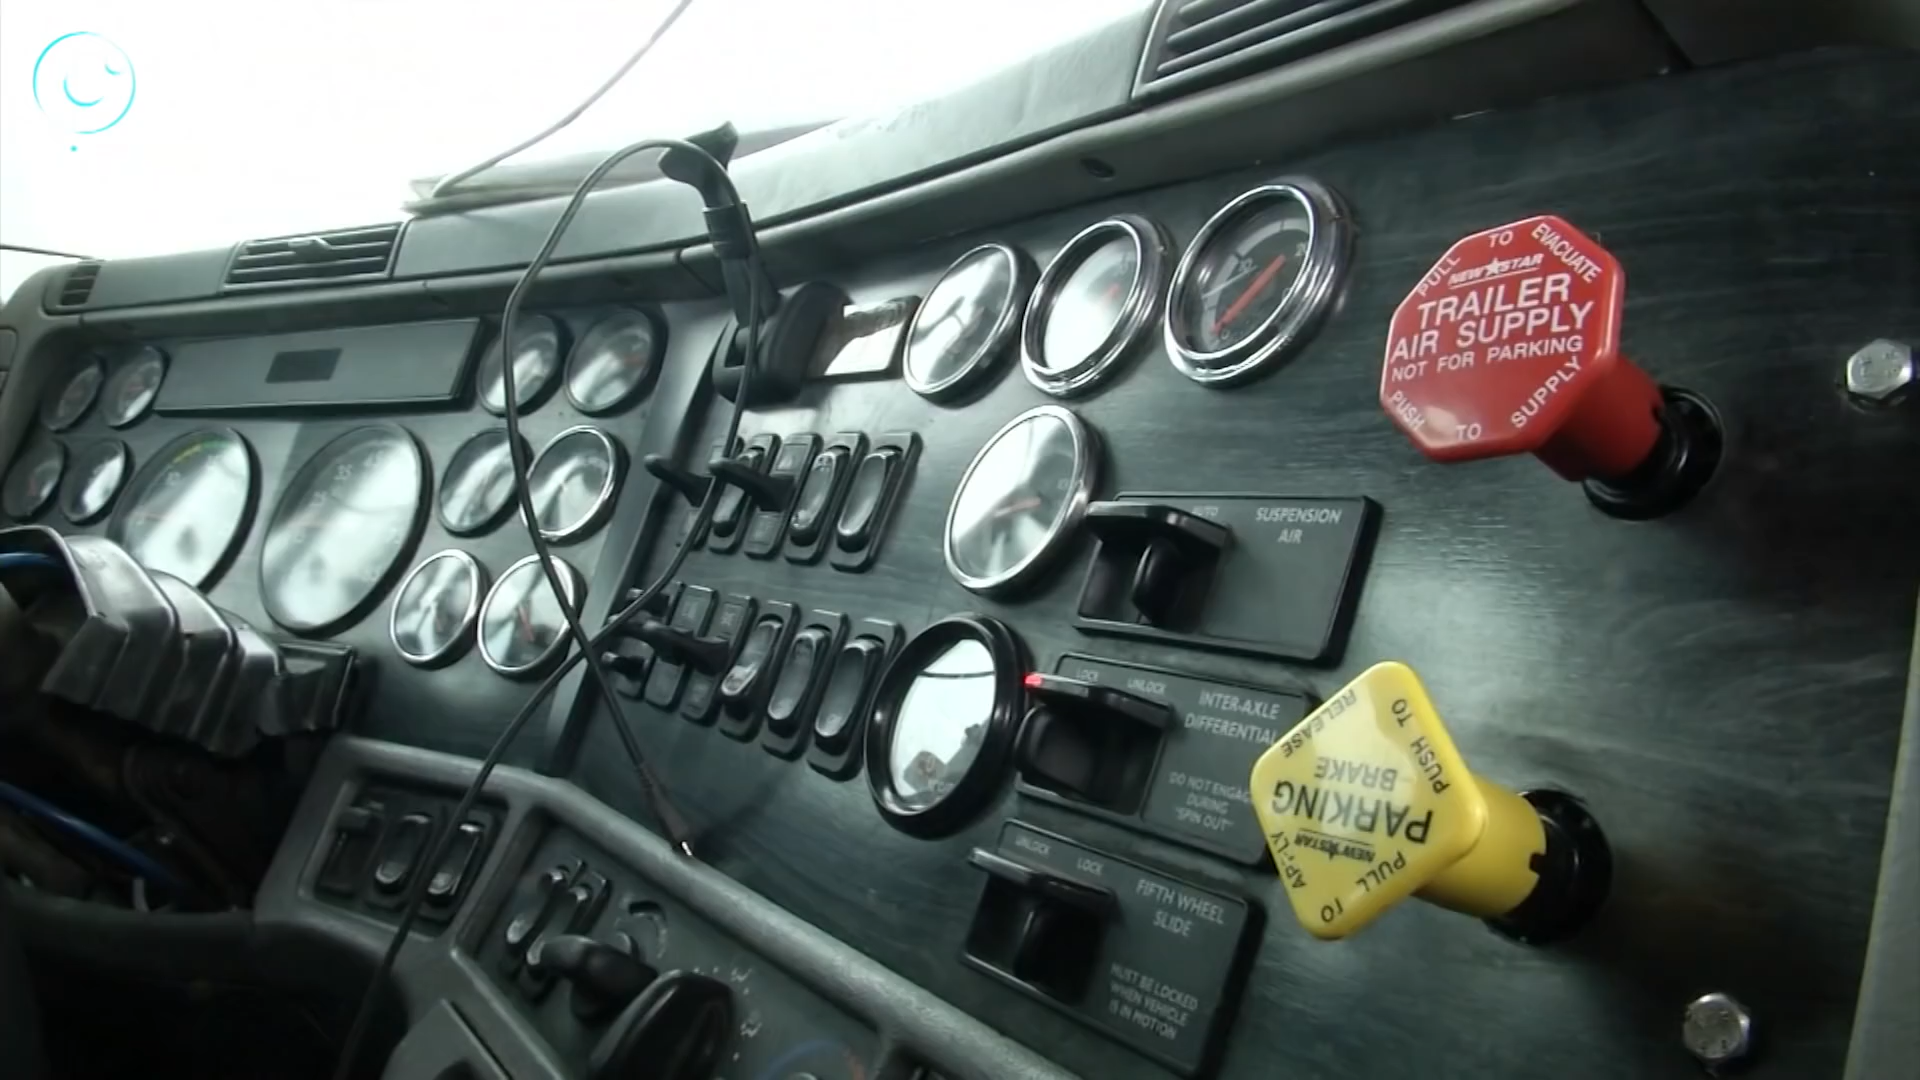 PULL TO EVACUATE
NEW STAR
TRAILER
AIR SUPPLY
NOT FOR PARKING
PUSH TO SUPPLY
AUTO
SUSPENSION
AIR
LOCK UNLOCK
INTER-AXLE
DIFFERENTIAL
DO NOT ENGAGE
DURING
"SPIN OUT"
PUSH TO RELEASE
PARKING
BRAKE
NEW STAR
PULL TO APPLY
UNLOCK LOCK
FIFTH WHEEL
SLIDE
MUST BE LOCKED
WHEN VEHICLE
IS IN MOTION